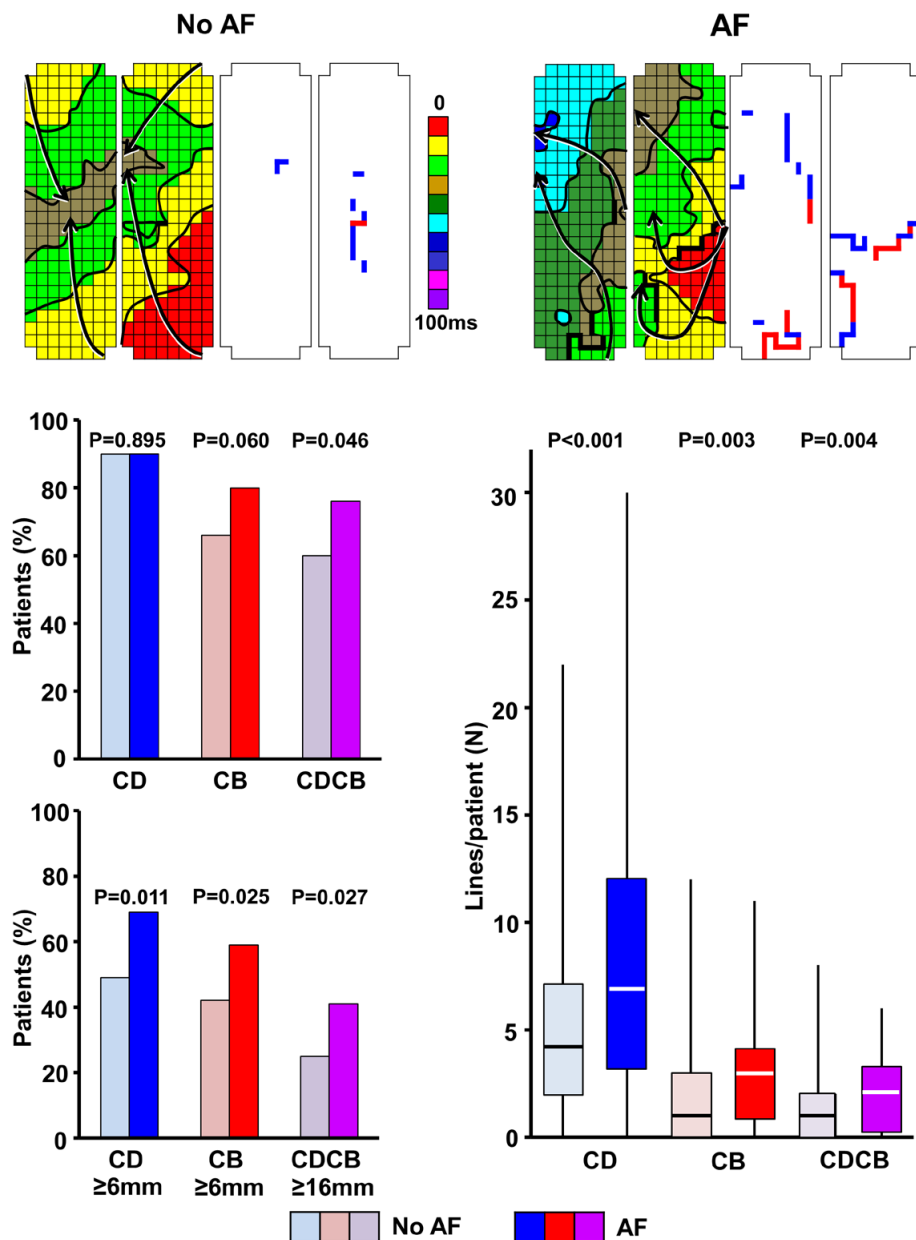 No AF
AF
0
100ms
100
80
60
40
20
0
Patients (%)
P=0.895 P=0.060 P=0.046
CD CB CDCB
100
80
60
40
20
0
Patients (%)
P=0.011 P=0.025 P=0.027
CD CB CDCB
≥6mm ≥6mm ≥16mm
P<0.001 P=0.003 P=0.004
30
25
20
15
10
5
0
Lines/patient (N)
CD CB CDCB
No AF AF